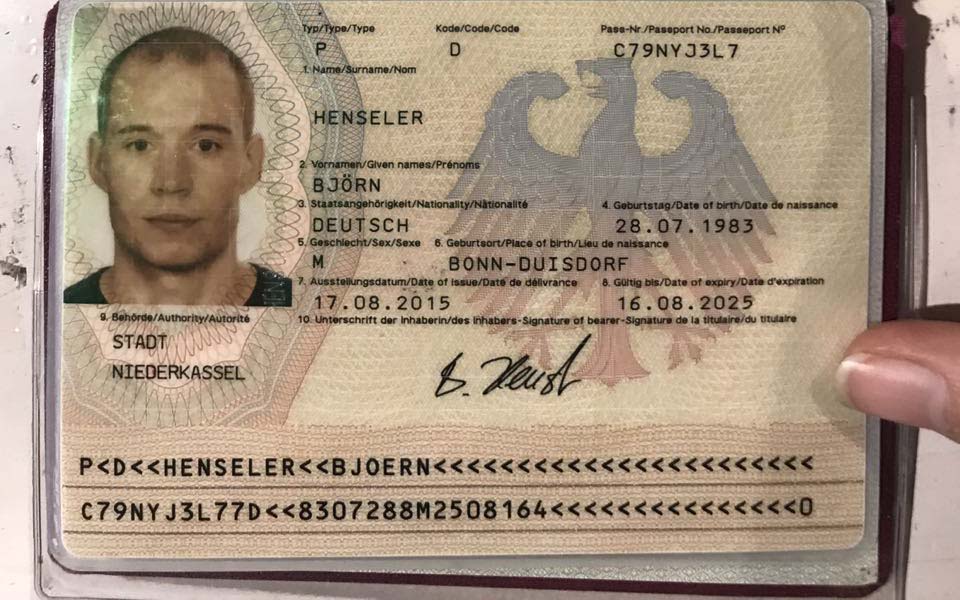 Typ/Type/Type Kode/Code/Code Pass-Nr./Passport No./Passeport N°
P D C79NYJ3L7
1. Name/Surname/Nom
HENSELER
2. Vornamen/Given names/Prénoms
BJÖRN
3. Staatsangehörigkeit/Nationality/Nationalité 4. Geburtstag/Date of birth/Date de naissance
DEUTSCH 28.07.1983
5. Geschlecht/Sex/Sexe 6. Geburtsort/Place of birth/Lieu de naissance
M BONN-DUISDORF
7. Ausstellungsdatum/Date of issue/Date de délivrance 8. Gültig bis/Date of expiry/Date d'expiration
17.08.2015 16.08.2025
9. Behörde/Authority/Autorité 10. Unterschrift der Inhaberin/des Inhabers-Signature of bearer-Signature de la titulaire/du titulaire
STADT
NIEDERKASSEL
B. Hensel
P<D<<HENSELER<<BJOERN<<<<<<<<<<<<<<<<<<<<<<<
C79NYJ3L77D<<8307288M2508164<<<<<<<<<<<<<<<0